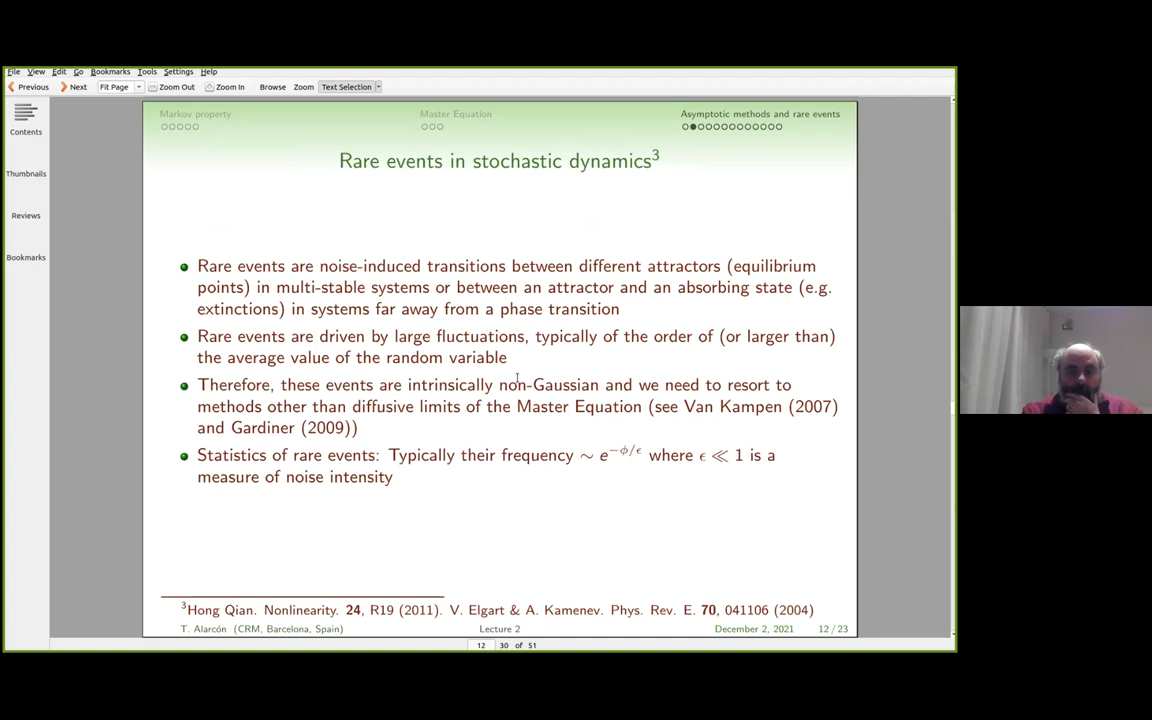 File View Edit Go Bookmarks Tools Settings Help
Previous Next Fit Page Zoom Out Zoom In Browse Zoom Text Selection
Contents
Thumbnails
Reviews
Bookmarks
Markov property Master Equation Asymptotic methods and rare events
Rare events in stochastic dynamics³
Rare events are noise-induced transitions between different attractors (equilibrium
points) in multi-stable systems or between an attractor and an absorbing state (e.g.
extinctions) in systems far away from a phase transition
Rare events are driven by large fluctuations, typically of the order of (or larger than)
the average value of the random variable
Therefore, these events are intrinsically non-Gaussian and we need to resort to
methods other than diffusive limits of the Master Equation (see Van Kampen (2007)
and Gardiner (2009))
Statistics of rare events: Typically their frequency ∼ e^{−ϕ/ϵ} where ϵ ≪ 1 is a
measure of noise intensity
³Hong Qian. Nonlinearity. 24, R19 (2011). V. Elgart & A. Kamenev. Phys. Rev. E. 70, 041106 (2004)
T. Alarcón (CRM, Barcelona, Spain) Lecture 2 December 2, 2021 12 / 23
12 30 of 51